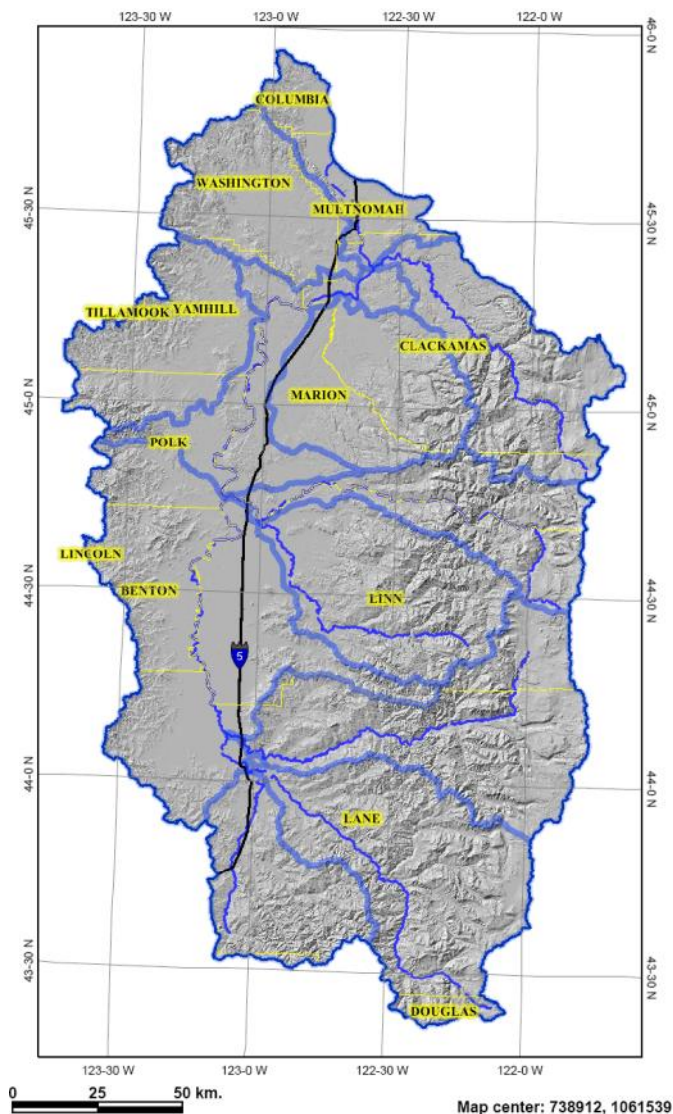 123-30 W 123-0 W 122-30 W 122-0 W
46-0 N
COLUMBIA
WASHINGTON
MULTNOMAH
45-30 N 45-30 N
TILLAMOOK YAMHILL
CLACKAMAS
MARION
45-0 N 45-0 N
POLK
LINCOLN
BENTON
LINN
44-30 N 44-30 N
5
44-0 N 44-0 N
LANE
43-30 N 43-30 N
DOUGLAS
123-30 W 123-0 W 122-30 W 122-0 W
0 25 50 km.
Map center: 738912, 1061539